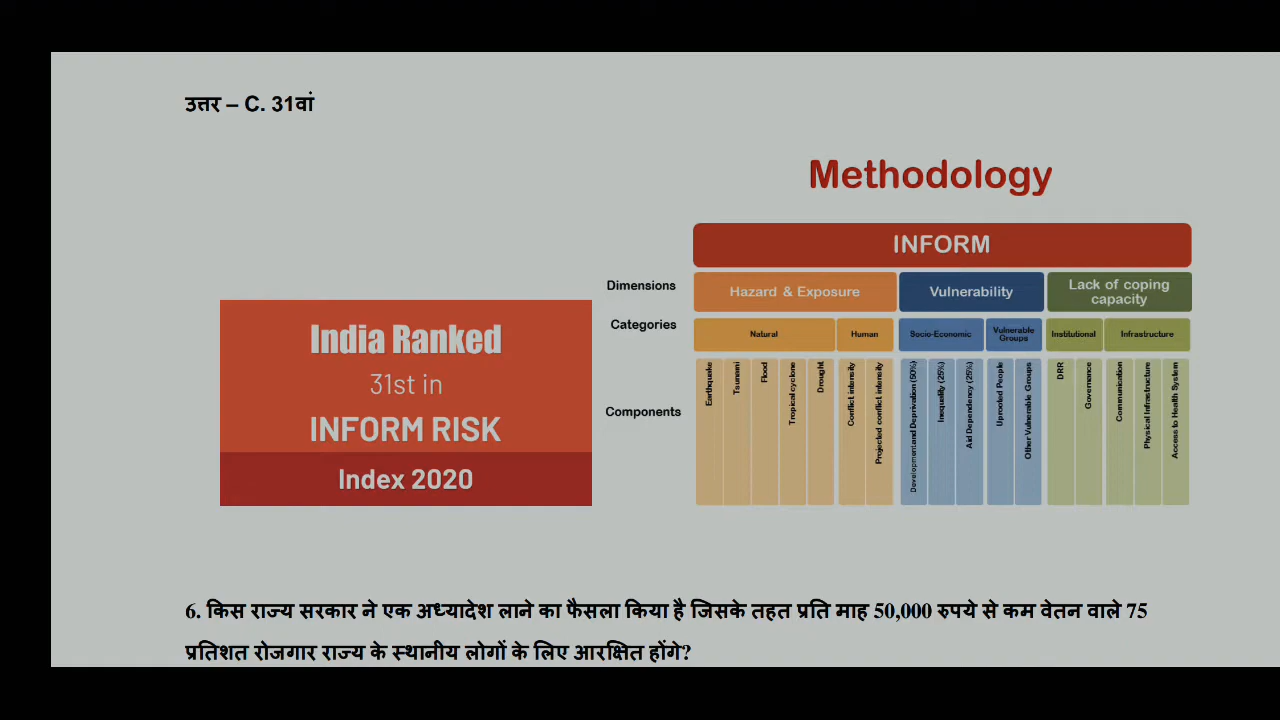 उत्तर – C. 31वां
Methodology
INFORM
Dimensions
Hazard & Exposure
Vulnerability
Lack of coping
capacity
Categories
Natural
Human
Socio-Economic
Vulnerable
Groups
Institutional
Infrastructure
Components
Earthquake
Tsunami
Flood
Tropical cyclone
Drought
Conflict intensity
Projected conflict intensity
Development and Deprivation (50%)
Inequality (25%)
Aid Dependency (25%)
Uprooted People
Other Vulnerable Groups
DRR
Governance
Communication
Physical Infrastructure
Access to Health System
India Ranked
31st in
INFORM RISK
Index 2020
6. किस राज्य सरकार ने एक अध्यादेश लाने का फैसला किया है जिसके तहत प्रति माह 50,000 रुपये से कम वेतन वाले 75
प्रतिशत रोजगार राज्य के स्थानीय लोगों के लिए आरक्षित होंगे?